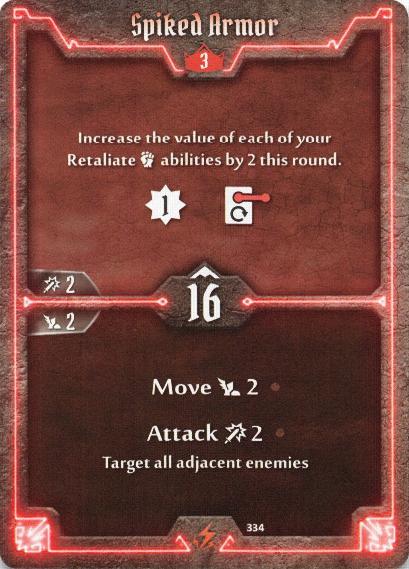 Spiked Armor
3
Increase the value of each of your
Retaliate abilities by 2 this round.
1
2
16
2
Move 2
Attack 2
Target all adjacent enemies
334